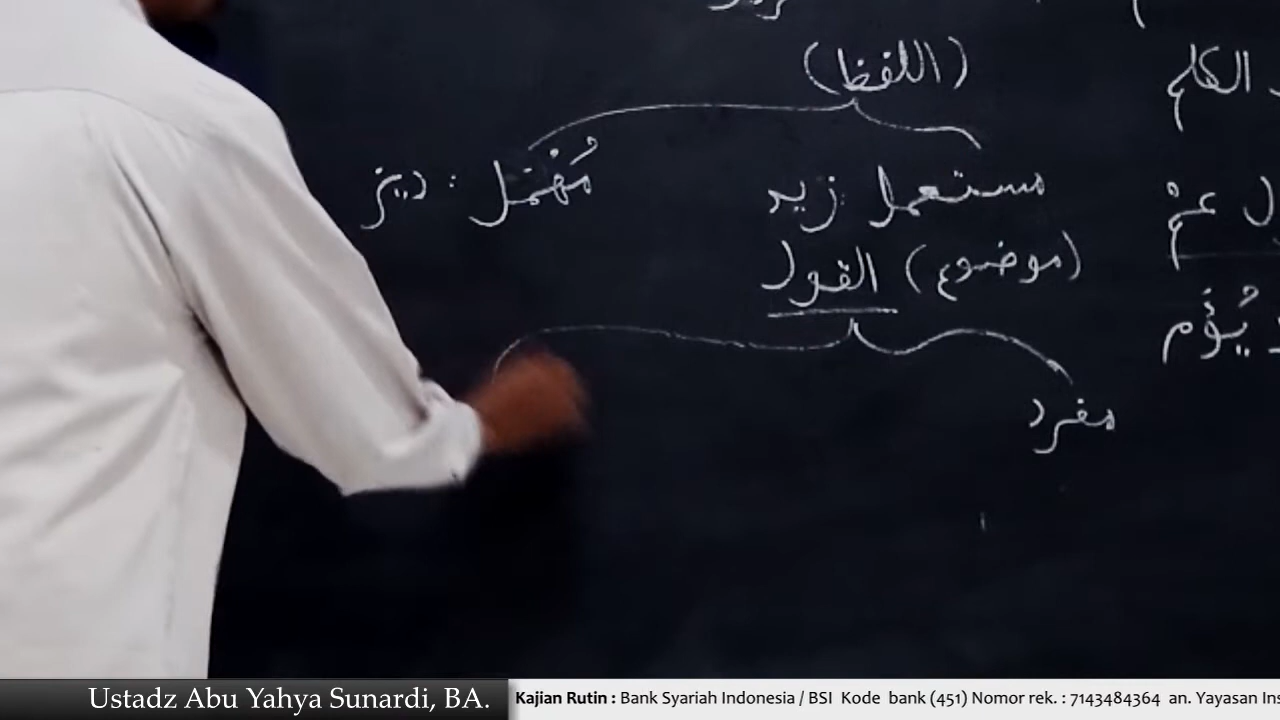 (اللفظ)
الكلم
مستعمل: زيد
مُهْمَل: ديز
ل عمْ
(موضوع) القول
يُؤَم
مفرد
Ustadz Abu Yahya Sunardi, BA.
Kajian Rutin : Bank Syariah Indonesia / BSI Kode bank (451) Nomor rek. : 7143484364 an. Yayasan Ins